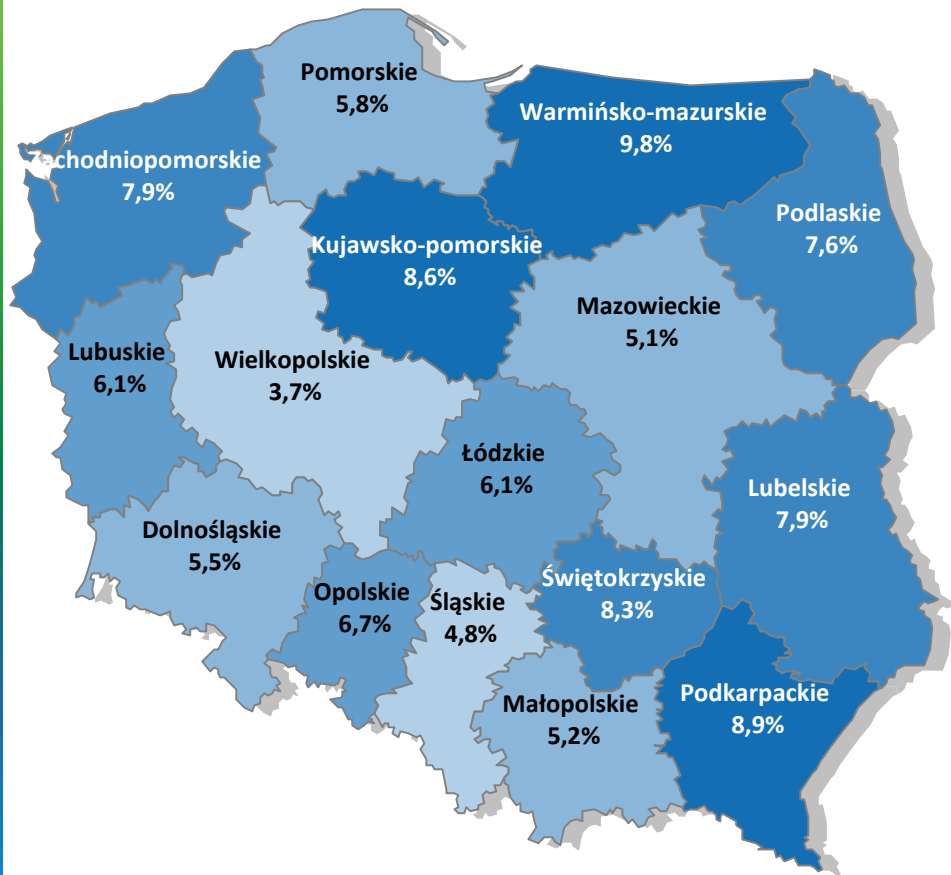 Pomorskie
5,8%
Warmińsko-mazurskie
9,8%
Zachodniopomorskie
7,9%
Podlaskie
7,6%
Kujawsko-pomorskie
8,6%
Mazowieckie
5,1%
Lubuskie
6,1%
Wielkopolskie
3,7%
Łódzkie
6,1%
Lubelskie
7,9%
Dolnośląskie
5,5%
Opolskie
6,7%
Śląskie
4,8%
Świętokrzyskie
8,3%
Małopolskie
5,2%
Podkarpackie
8,9%